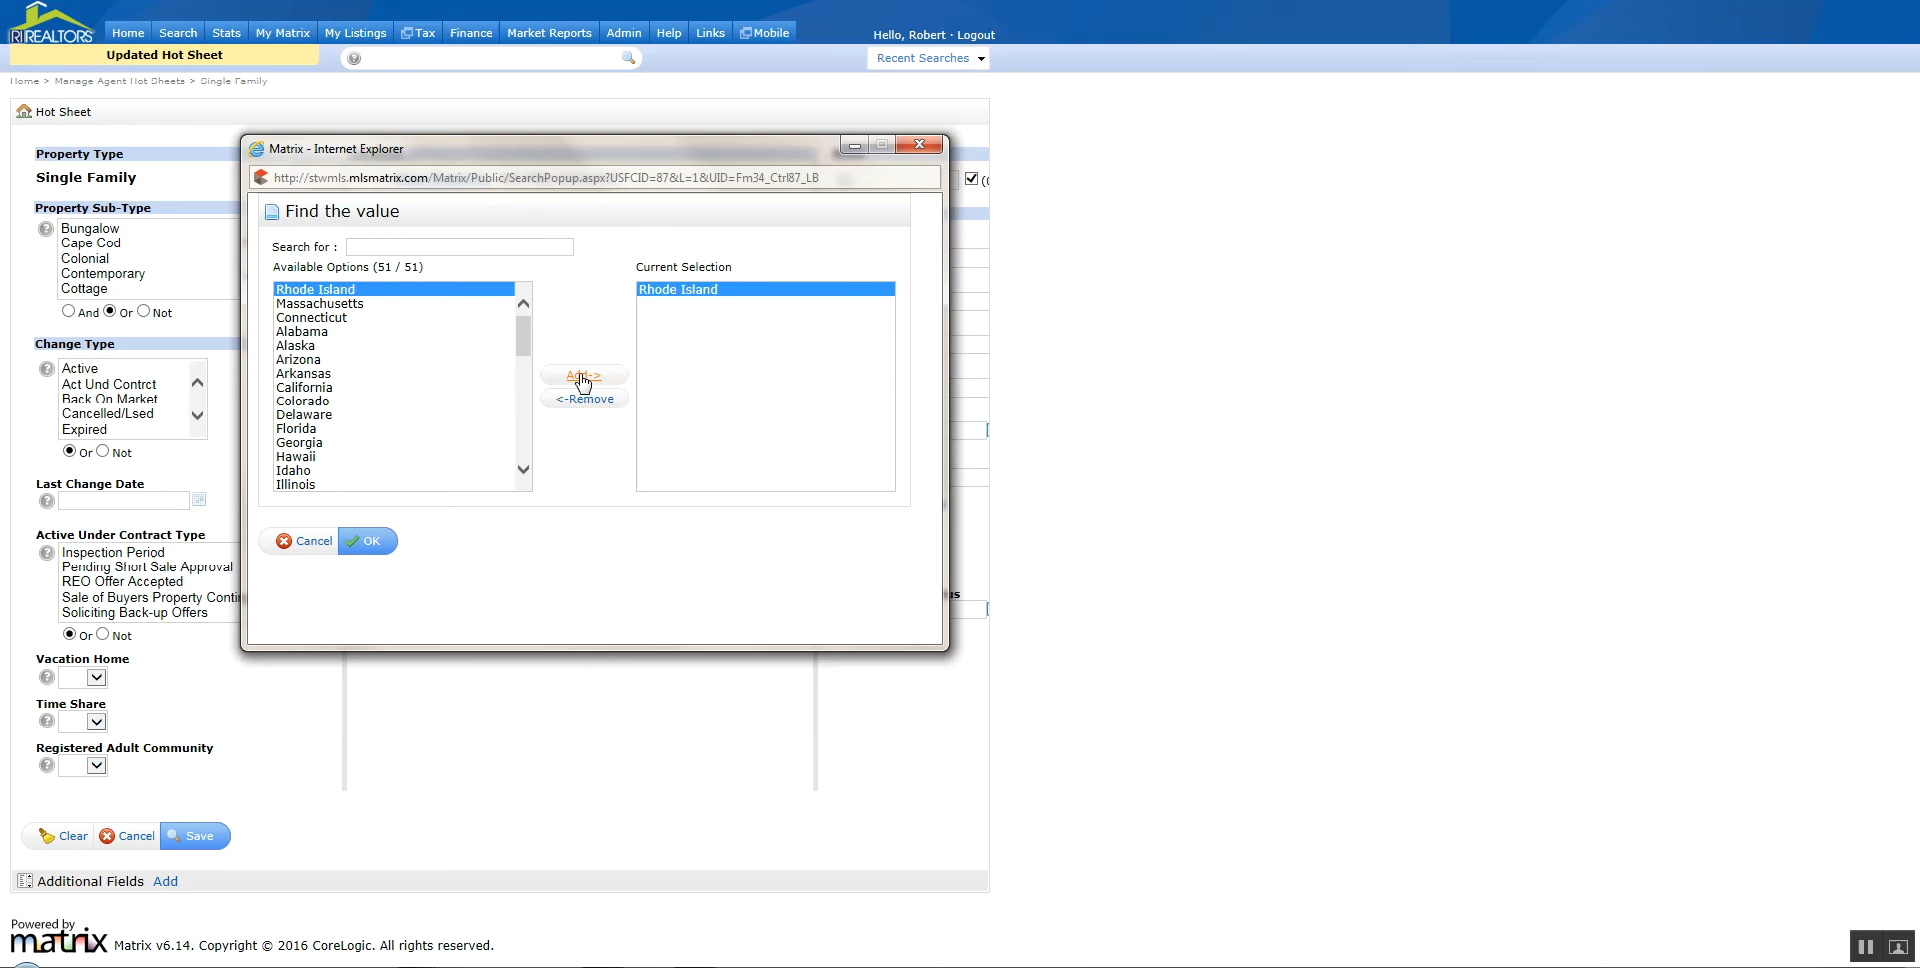 RIREALTORS
Home Search Stats My Matrix My Listings Tax Finance Market Reports Admin Help Links Mobile
Hello, Robert · Logout
Updated Hot Sheet
Recent Searches
Home > Manage Agent Hot Sheets > Single Family
Hot Sheet
Matrix - Internet Explorer
http://stwmls.mlsmatrix.com/Matrix/Public/SearchPopup.aspx?USFCID=87&L=1&UID=Fm34_Ctrl87_LB
Find the value
Search for :
Available Options (51 / 51)
Rhode Island
Massachusetts
Connecticut
Alabama
Alaska
Arizona
Arkansas
California
Colorado
Delaware
Florida
Georgia
Hawaii
Idaho
Illinois
Add->
<-Remove
Current Selection
Rhode Island
Cancel OK
Property Type
Single Family
Property Sub-Type
Bungalow
Cape Cod
Colonial
Contemporary
Cottage
And Or Not
Change Type
Active
Act Und Contrct
Back On Market
Cancelled/Lsed
Expired
Or Not
Last Change Date
Active Under Contract Type
Inspection Period
Pending Short Sale Approval
REO Offer Accepted
Sale of Buyers Property Conti
Soliciting Back-up Offers
Or Not
Vacation Home
Time Share
Registered Adult Community
Clear Cancel Save
Additional Fields Add
Powered by
matrix Matrix v6.14. Copyright © 2016 CoreLogic. All rights reserved.